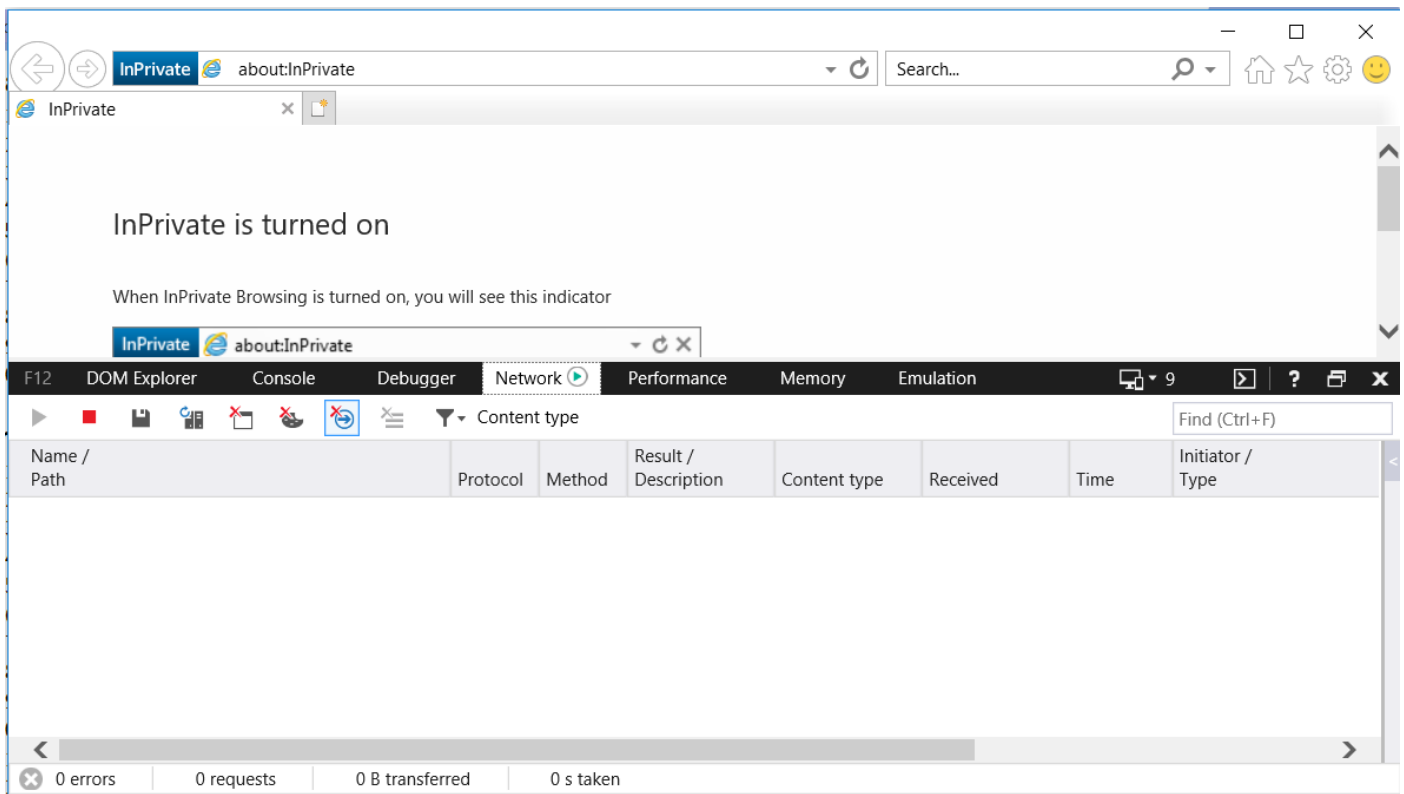 InPrivate about:InPrivate Search...
InPrivate
InPrivate is turned on
When InPrivate Browsing is turned on, you will see this indicator
InPrivate about:InPrivate
F12 DOM Explorer Console Debugger Network Performance Memory Emulation 9 ?
Content type Find (Ctrl+F)
Name / Result / Initiator /
Path Protocol Method Description Content type Received Time Type
0 errors 0 requests 0 B transferred 0 s taken